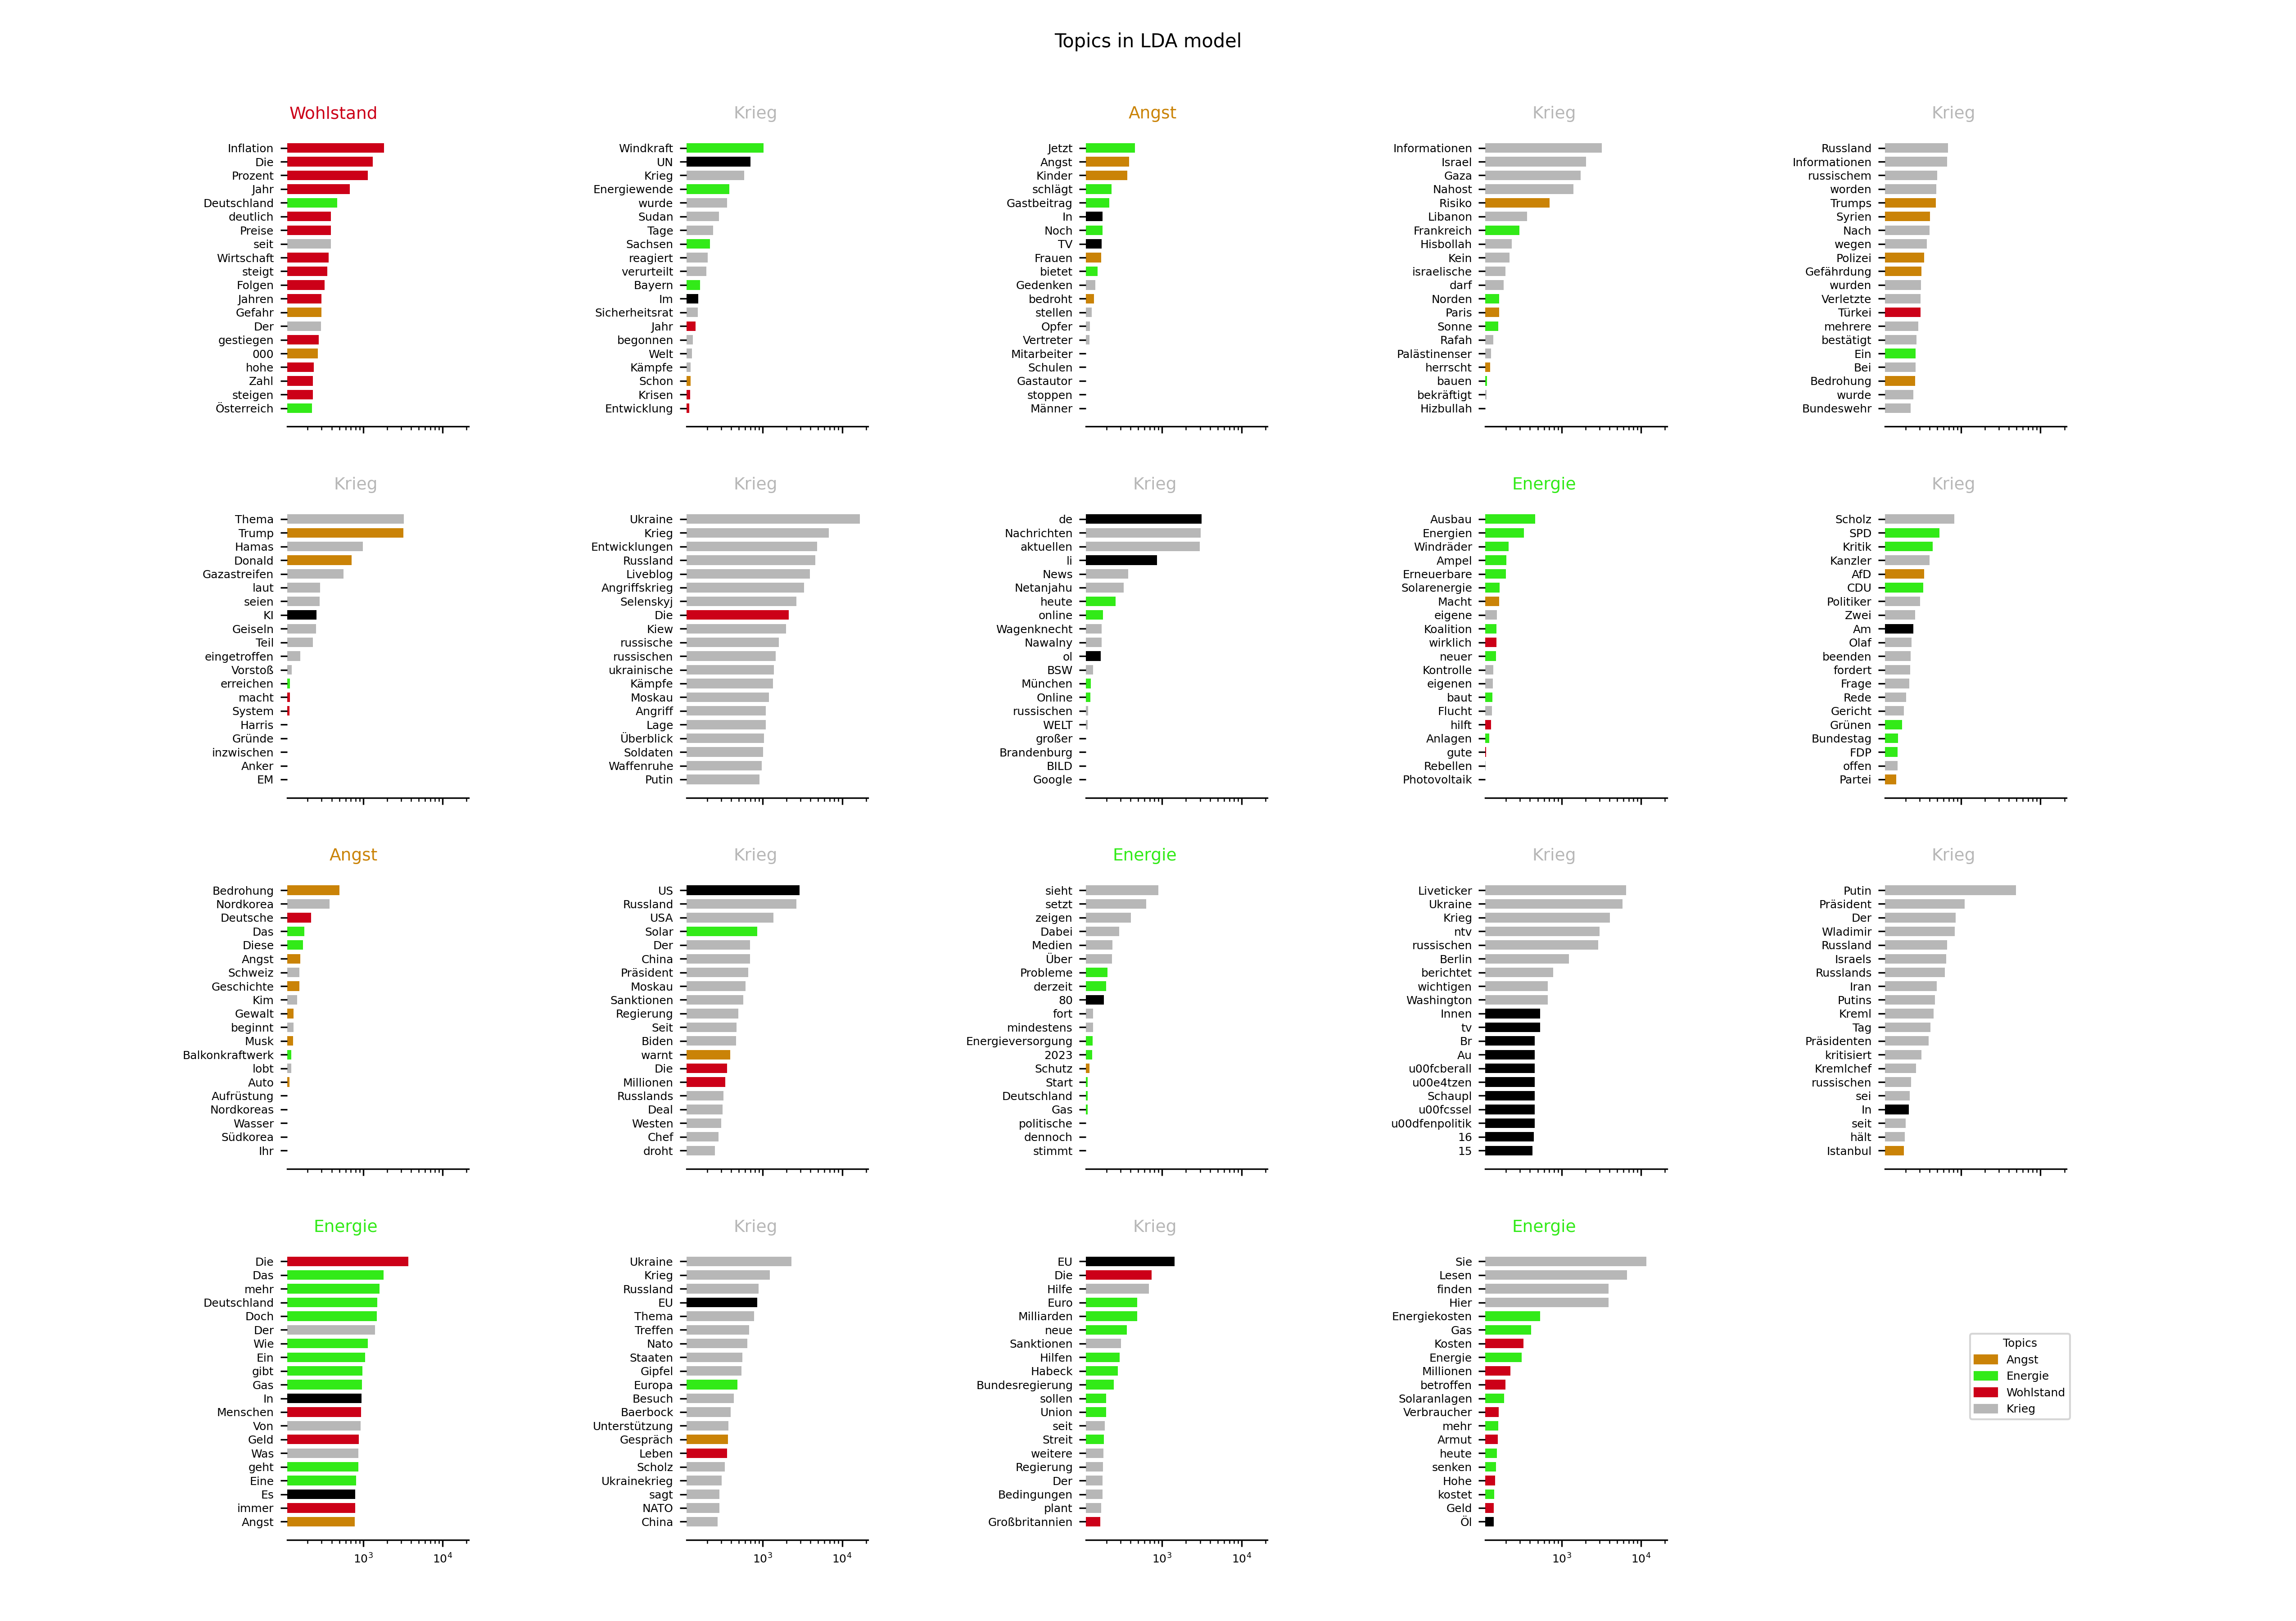 Topics in LDA model
Wohlstand
Inflation
Die
Prozent
Jahr
Deutschland
deutlich
Preise
seit
Wirtschaft
steigt
Folgen
Jahren
Gefahr
Der
gestiegen
000
hohe
Zahl
steigen
Österreich
Krieg
Windkraft
UN
Krieg
Energiewende
wurde
Sudan
Tage
Sachsen
reagiert
verurteilt
Bayern
Im
Sicherheitsrat
Jahr
begonnen
Welt
Kämpfe
Schon
Krisen
Entwicklung
Angst
Jetzt
Angst
Kinder
schlägt
Gastbeitrag
In
Noch
TV
Frauen
bietet
Gedenken
bedroht
stellen
Opfer
Vertreter
Mitarbeiter
Schulen
Gastautor
stoppen
Männer
Krieg
Informationen
Israel
Gaza
Nahost
Risiko
Libanon
Frankreich
Hisbollah
Kein
israelische
darf
Norden
Paris
Sonne
Rafah
Palästinenser
herrscht
bauen
bekräftigt
Hizbullah
Krieg
Russland
Informationen
russischem
worden
Trumps
Syrien
Nach
wegen
Polizei
Gefährdung
wurden
Verletzte
Türkei
mehrere
bestätigt
Ein
Bei
Bedrohung
wurde
Bundeswehr
Krieg
Thema
Trump
Hamas
Donald
Gazastreifen
laut
seien
KI
Geiseln
Teil
eingetroffen
Vorstoß
erreichen
macht
System
Harris
Gründe
inzwischen
Anker
EM
Krieg
Ukraine
Krieg
Entwicklungen
Russland
Liveblog
Angriffskrieg
Selenskyj
Die
Kiew
russische
russischen
ukrainische
Kämpfe
Moskau
Angriff
Lage
Überblick
Soldaten
Waffenruhe
Putin
Krieg
de
Nachrichten
aktuellen
li
News
Netanjahu
heute
online
Wagenknecht
Nawalny
ol
BSW
München
Online
russischen
WELT
großer
Brandenburg
BILD
Google
Energie
Ausbau
Energien
Windräder
Ampel
Erneuerbare
Solarenergie
Macht
eigene
Koalition
wirklich
neuer
Kontrolle
eigenen
baut
Flucht
hilft
Anlagen
gute
Rebellen
Photovoltaik
Krieg
Scholz
SPD
Kritik
Kanzler
AfD
CDU
Politiker
Zwei
Am
Olaf
beenden
fordert
Frage
Rede
Gericht
Grünen
Bundestag
FDP
offen
Partei
Angst
Bedrohung
Nordkorea
Deutsche
Das
Diese
Angst
Schweiz
Geschichte
Kim
Gewalt
beginnt
Musk
Balkonkraftwerk
lobt
Auto
Aufrüstung
Nordkoreas
Wasser
Südkorea
Ihr
Krieg
US
Russland
USA
Solar
Der
China
Präsident
Moskau
Sanktionen
Regierung
Seit
Biden
warnt
Die
Millionen
Russlands
Deal
Westen
Chef
droht
Energie
sieht
setzt
zeigen
Dabei
Medien
Über
Probleme
derzeit
80
fort
mindestens
Energieversorgung
2023
Schutz
Start
Deutschland
Gas
politische
dennoch
stimmt
Krieg
Liveticker
Ukraine
Krieg
ntv
russischen
Berlin
berichtet
wichtigen
Washington
Innen
tv
Br
Au
u00fcberall
u00e4tzen
Schaupl
u00fcssel
u00dfenpolitik
16
15
Krieg
Putin
Präsident
Der
Wladimir
Russland
Israels
Russlands
Iran
Putins
Kreml
Tag
Präsidenten
kritisiert
Kremlchef
russischen
sei
In
seit
hält
Istanbul
Energie
Die
Das
mehr
Deutschland
Doch
Der
Wie
Ein
gibt
Gas
In
Menschen
Von
Geld
Was
geht
Eine
Es
immer
Angst
10³
10⁴
Krieg
Ukraine
Krieg
Russland
EU
Thema
Treffen
Nato
Staaten
Gipfel
Europa
Besuch
Baerbock
Unterstützung
Gespräch
Leben
Scholz
Ukrainekrieg
sagt
NATO
China
10³
10⁴
Krieg
EU
Die
Hilfe
Euro
Milliarden
neue
Sanktionen
Hilfen
Habeck
Bundesregierung
sollen
Union
seit
Streit
weitere
Regierung
Der
Bedingungen
plant
Großbritannien
10³
10⁴
Energie
Sie
Lesen
finden
Hier
Energiekosten
Gas
Kosten
Energie
Millionen
betroffen
Solaranlagen
Verbraucher
mehr
Armut
heute
senken
Hohe
kostet
Geld
Öl
10³
10⁴
Topics
Angst
Energie
Wohlstand
Krieg